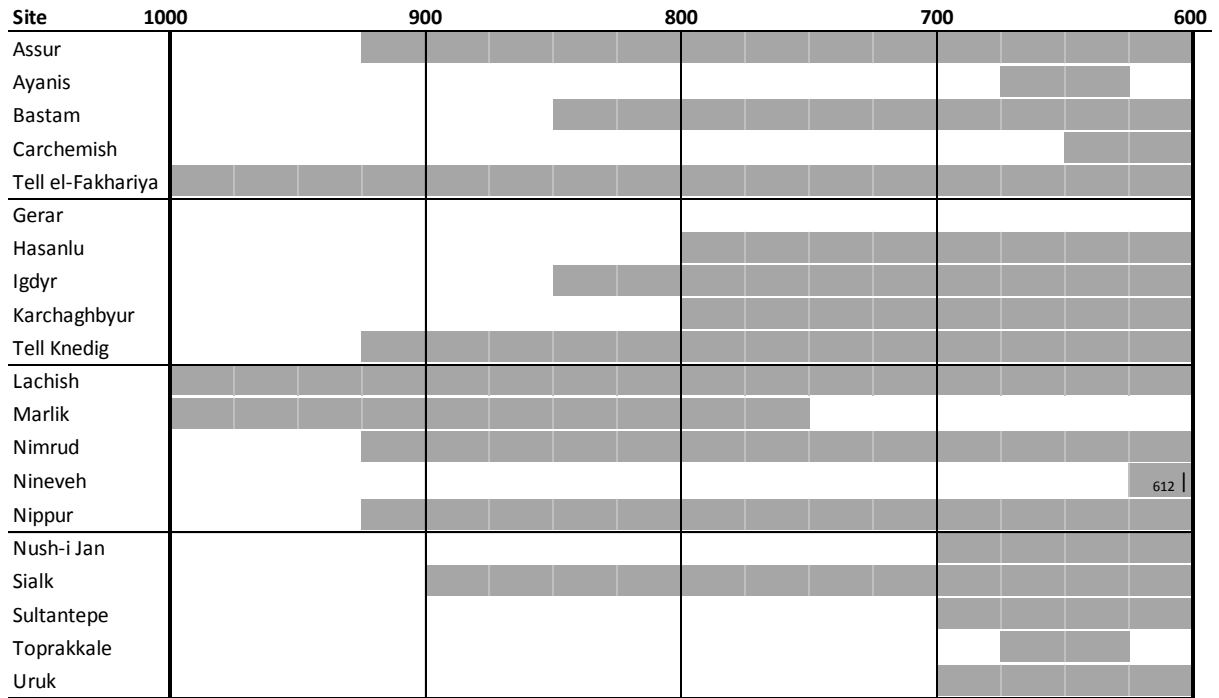 Site 1000 900 800 700 600
Assur
Ayanis
Bastam
Carchemish
Tell el-Fakhariya
Gerar
Hasanlu
Igdyr
Karchaghbyur
Tell Knedig
Lachish
Marlik
Nimrud
Nineveh 612
Nippur
Nush-i Jan
Sialk
Sultantepe
Toprakkale
Uruk